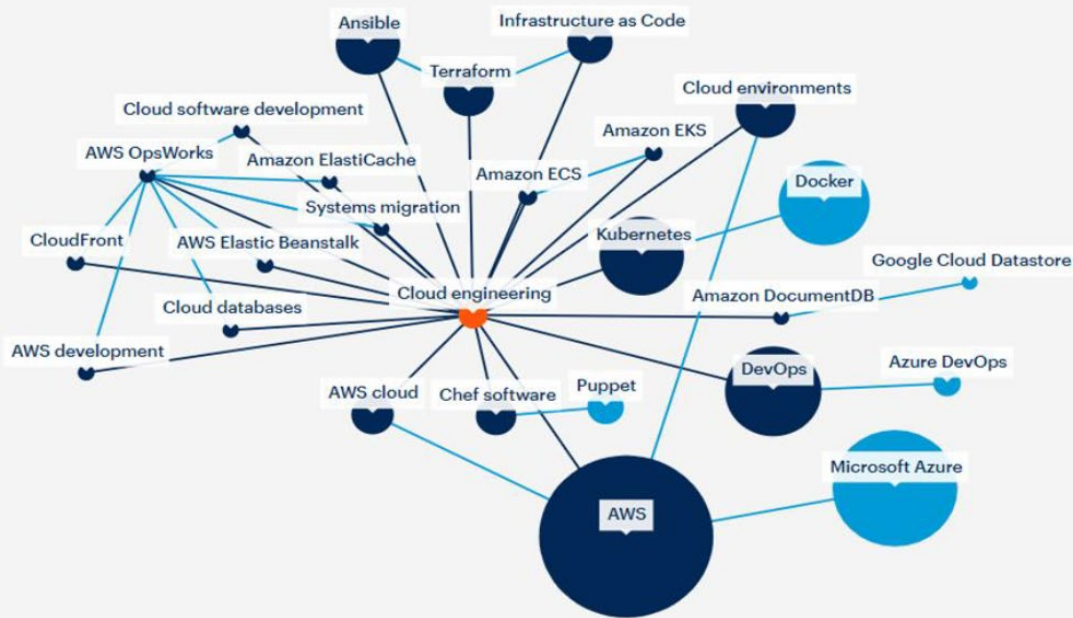 Ansible
Infrastructure as Code
Terraform
Cloud environments
Cloud software development
Amazon EKS
AWS OpsWorks
Amazon ElastiCache
Amazon ECS
Docker
Systems migration
CloudFront
AWS Elastic Beanstalk
Kubernetes
Google Cloud Datastore
Cloud engineering
Amazon DocumentDB
Cloud databases
AWS development
DevOps
Azure DevOps
AWS cloud
Chef software
Puppet
Microsoft Azure
AWS